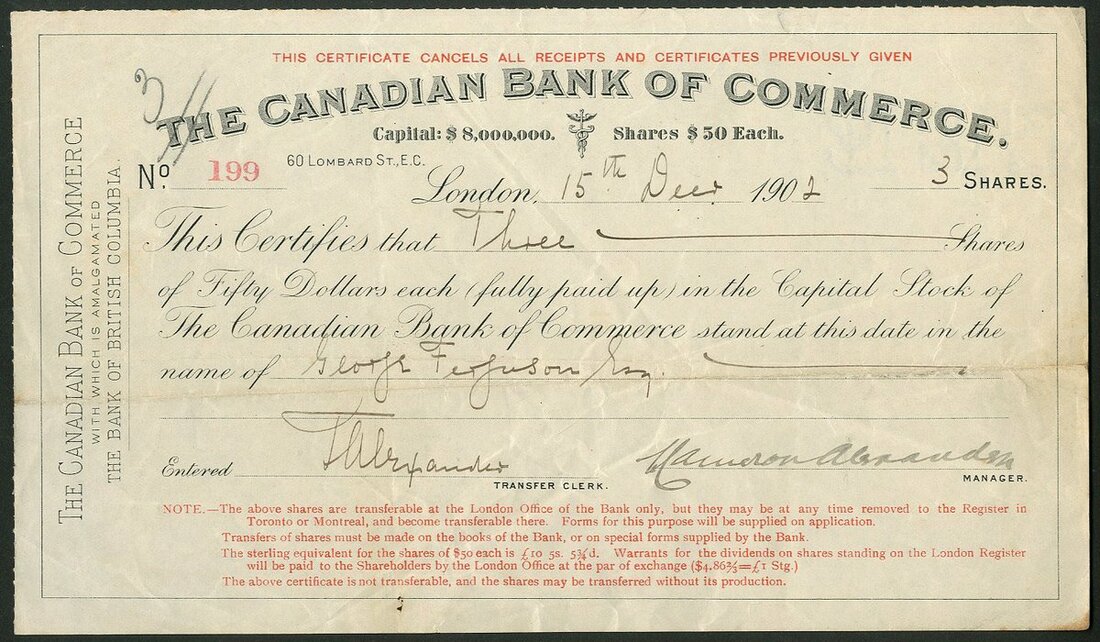 THIS CERTIFICATE CANCELS ALL RECEIPTS AND CERTIFICATES PREVIOUSLY GIVEN
THE CANADIAN BANK OF COMMERCE.
Capital: $8,000,000. Shares $50 Each.
3
60 LOMBARD ST., E.C.
No. 199
London, 15th Decr 1902 3 SHARES.
This Certifies that Three Shares
of Fifty Dollars each (fully paid up) in the Capital Stock of
The Canadian Bank of Commerce stand at this date in the
name of George Ferguson Esq.
Entered Alexander Cameron Alexander
TRANSFER CLERK. MANAGER.
NOTE.—The above shares are transferable at the London Office of the Bank only, but they may be at any time removed to the Register in
Toronto or Montreal, and become transferable there. Forms for this purpose will be supplied on application.
Transfers of shares must be made on the books of the Bank, or on special forms supplied by the Bank.
The sterling equivalent for the shares of $50 each is £10 5s. 5¾d. Warrants for the dividends on shares standing on the London Register
will be paid to the Shareholders by the London Office at the par of exchange ($4.86⅔=£1 Stg.)
The above certificate is not transferable, and the shares may be transferred without its production.
THE CANADIAN BANK OF COMMERCE
WITH WHICH IS AMALGAMATED
THE BANK OF BRITISH COLUMBIA.